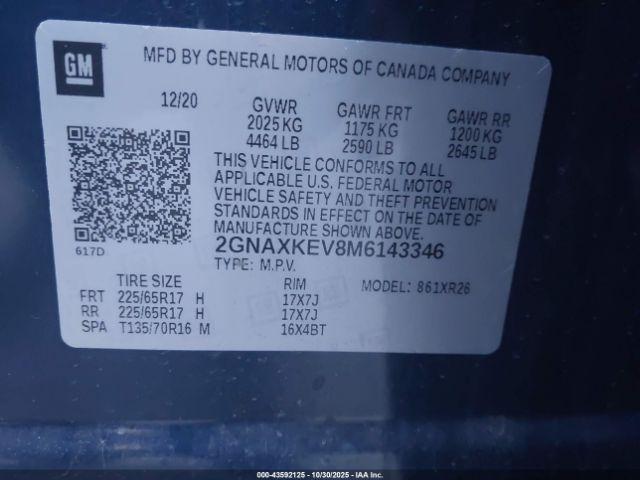 GM
MFD BY GENERAL MOTORS OF CANADA COMPANY
12/20 GVWR GAWR FRT GAWR RR
2025 KG 1175 KG 1200 KG
4464 LB 2590 LB 2645 LB
THIS VEHICLE CONFORMS TO ALL
APPLICABLE U.S. FEDERAL MOTOR
VEHICLE SAFETY AND THEFT PREVENTION
STANDARDS IN EFFECT ON THE DATE OF
MANUFACTURE SHOWN ABOVE.
617D
2GNAXKEV8M6143346
TYPE: M.P.V.
TIRE SIZE RIM MODEL: 861XR26
FRT 225/65R17 H 17X7J
RR 225/65R17 H 17X7J
SPA T135/70R16 M 16X4BT
000-43592125 - 10/30/2025 - IAA Inc.